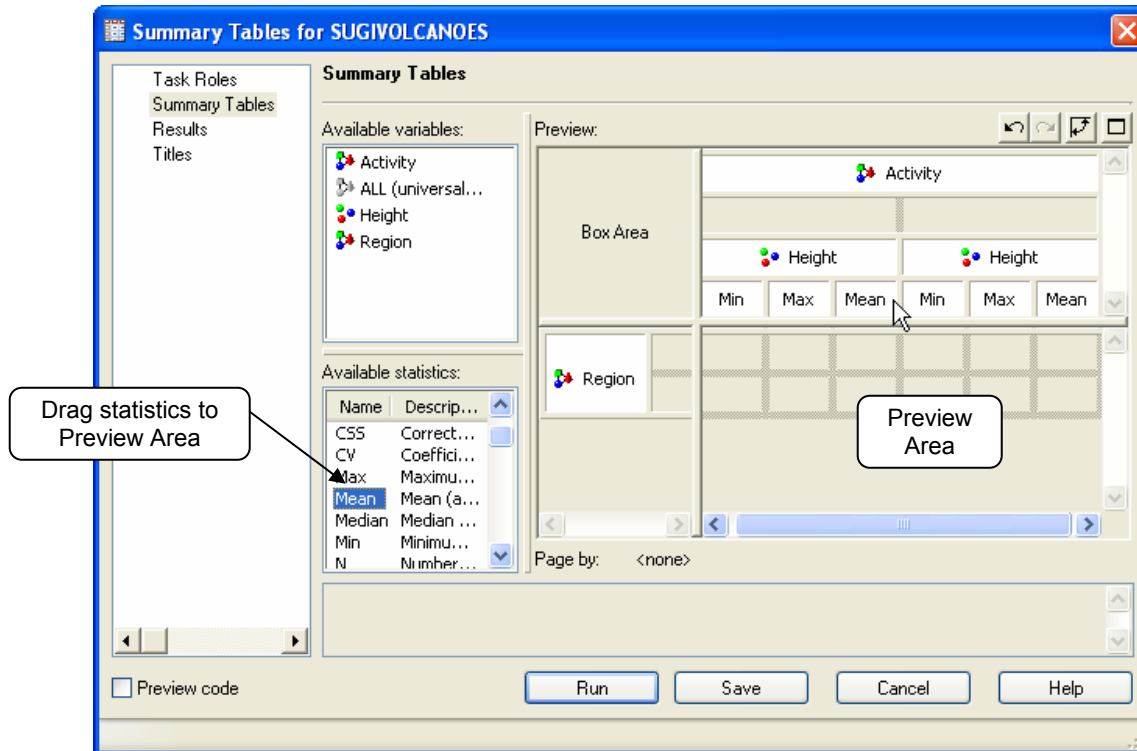 Summary Tables for SUGIVOLCANOES
Task Roles
Summary Tables
Results
Titles
Summary Tables
Available variables:
Activity
ALL (universal...
Height
Region
Preview:
Activity
Box Area
Height Height
Min Max Mean Min Max Mean
Region
Preview
Area
Available statistics:
Name Descrip...
CSS Correct...
CV Coeffici...
Max Maximu...
Mean Mean (a...
Median Median ...
Min Minimu...
N Number...
Drag statistics to
Preview Area
Page by: <none>
Preview code
Run Save Cancel Help